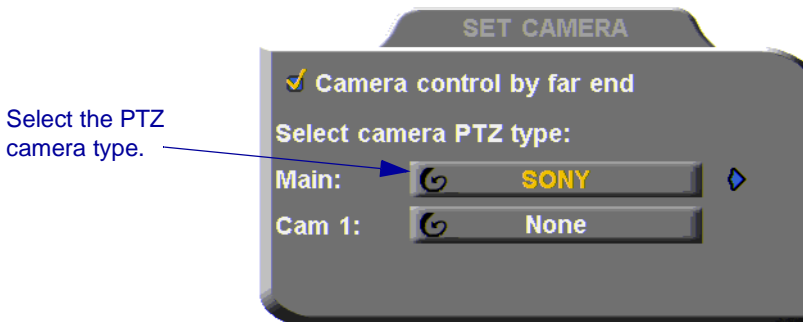 SET CAMERA
Camera control by far end
Select the PTZ
camera type.
Select camera PTZ type:
Main: SONY
Cam 1: None